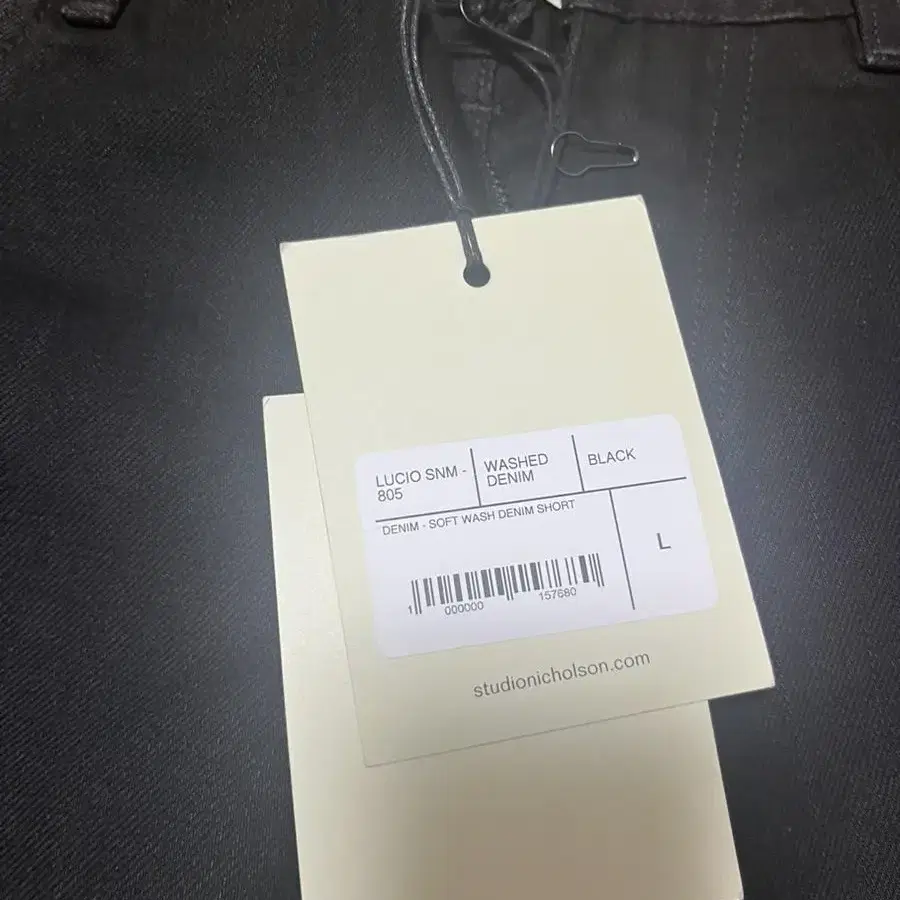 LUCIO SNM -
805
WASHED
DENIM
BLACK
DENIM - SOFT WASH DENIM SHORT
L
1 000000 157680
studionicholson.com